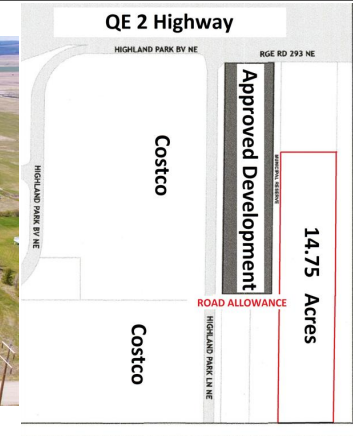 QE 2 Highway
HIGHLAND PARK BV NE
RGE RD 293 NE
Costco
Approved Development
MUNICIPAL RESERVE
14.75 Acres
HIGHLAND PARK BV NE
ROAD ALLOWANCE
Costco
HIGHLAND PARK LN NE